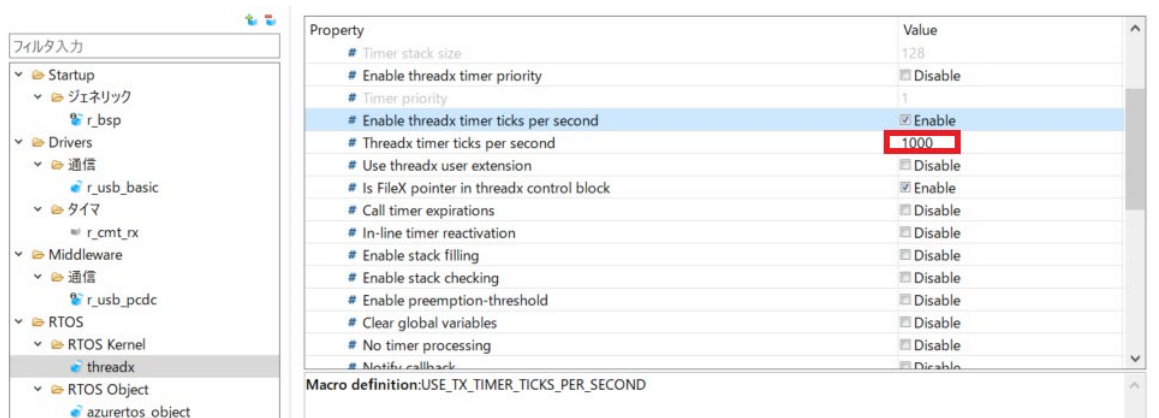 フィルタ入力
Startup
ジェネリック
r_bsp
Drivers
通信
r_usb_basic
タイマ
r_cmt_rx
Middleware
通信
r_usb_pcdc
RTOS
RTOS Kernel
threadx
RTOS Object
azurertos_object
Property Value
# Timer stack size 128
# Enable threadx timer priority Disable
# Timer priority 1
# Enable threadx timer ticks per second Enable
# Threadx timer ticks per second 1000
# Use threadx user extension Disable
# Is FileX pointer in threadx control block Enable
# Call timer expirations Disable
# In-line timer reactivation Disable
# Enable stack filling Disable
# Enable stack checking Disable
# Enable preemption-threshold Disable
# Clear global variables Disable
# No timer processing Disable
# Notify callback Disable
Macro definition:USE_TX_TIMER_TICKS_PER_SECOND